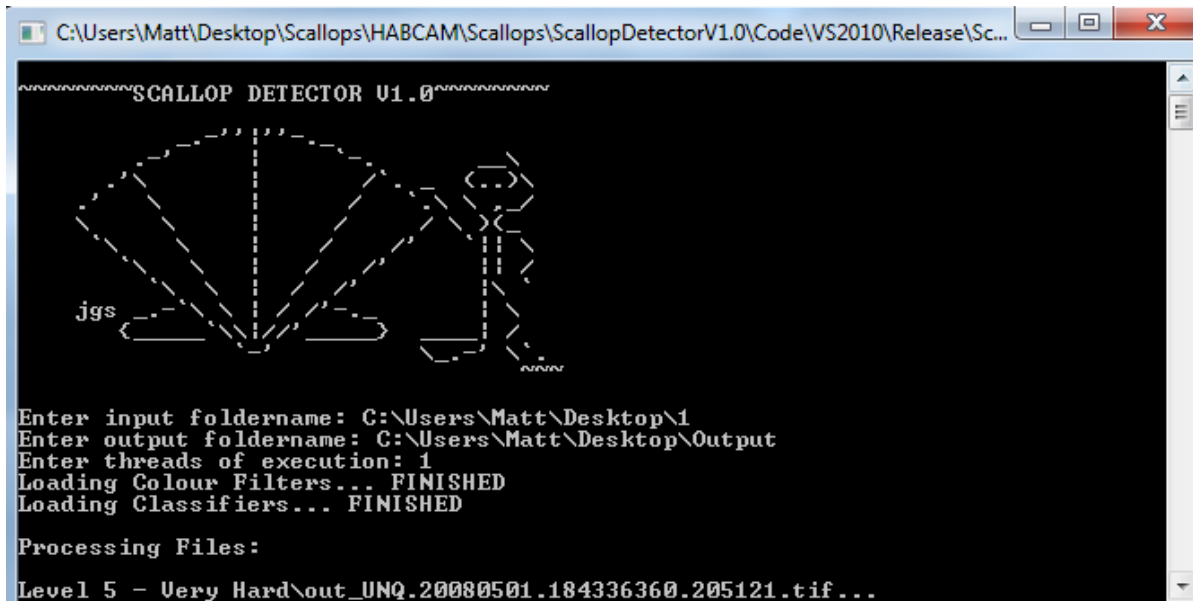 C:\Users\Matt\Desktop\Scallops\HABCAM\Scallops\ScallopDetectorV1.0\Code\VS2010\Release\Sc...
~~~~~~~~~SCALLOP DETECTOR V1.0~~~~~~~~~
jgs
Enter input foldername: C:\Users\Matt\Desktop\1
Enter output foldername: C:\Users\Matt\Desktop\Output
Enter threads of execution: 1
Loading Colour Filters... FINISHED
Loading Classifiers... FINISHED
Processing Files:
Level 5 - Very Hard\out_UNQ.20080501.184336360.205121.tif...